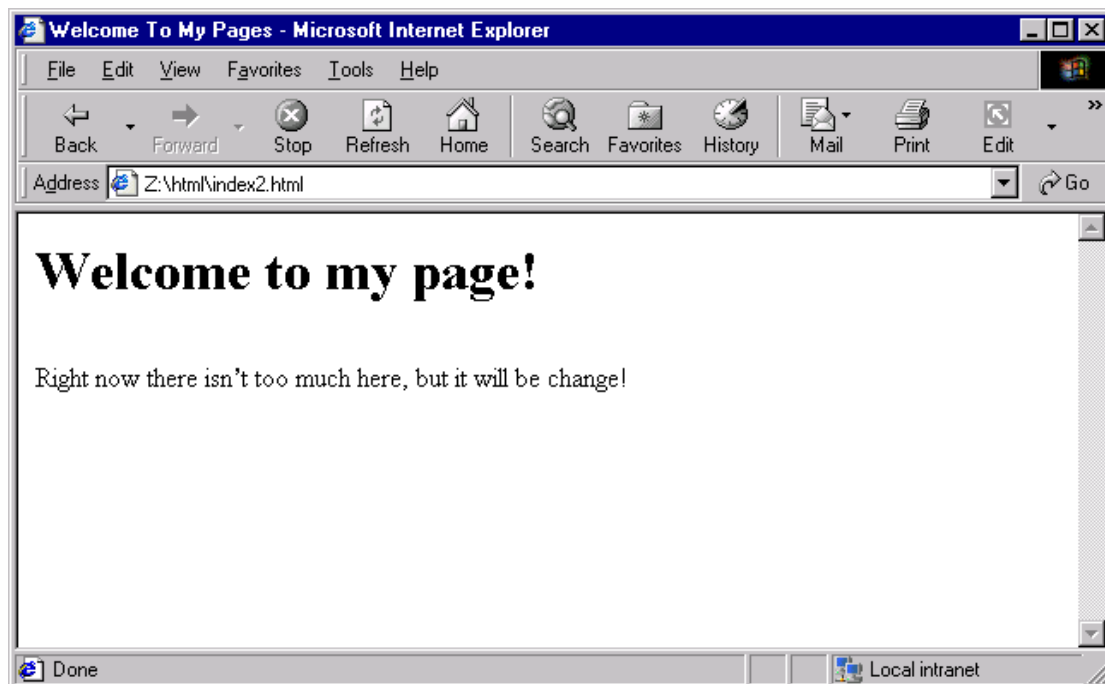 Welcome To My Pages - Microsoft Internet Explorer
File Edit View Favorites Tools Help
Back Forward Stop Refresh Home Search Favorites History Mail Print Edit »
Address Z:\html\index2.html Go
Welcome to my page!
Right now there isn't too much here, but it will be change!
Done Local intranet